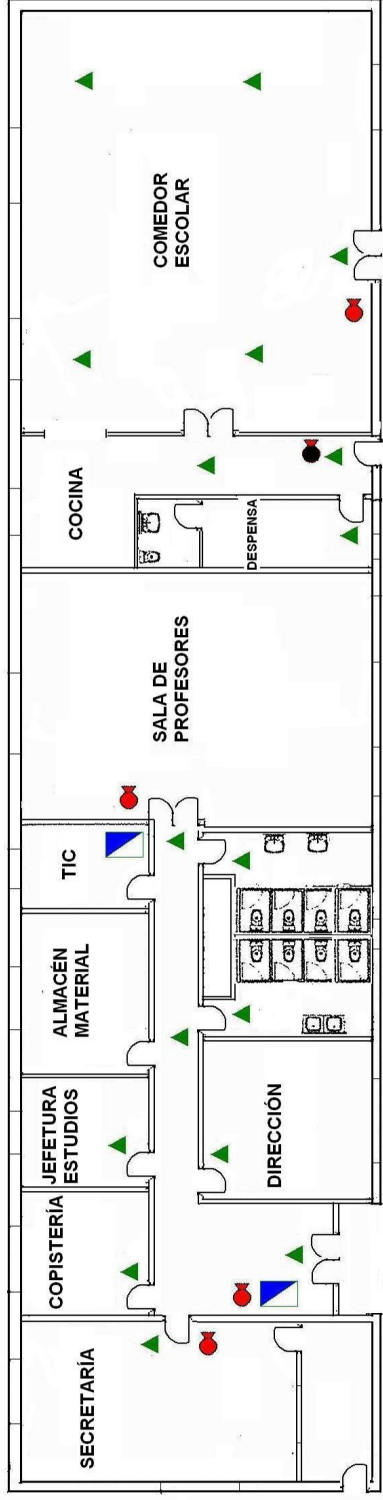 COMEDOR
ESCOLAR
COCINA
DESPENSA
SALA DE
PROFESORES
TIC
ALMACÉN
MATERIAL
JEFETURA
ESTUDIOS
DIRECCIÓN
COPISTERÍA
SECRETARÍA